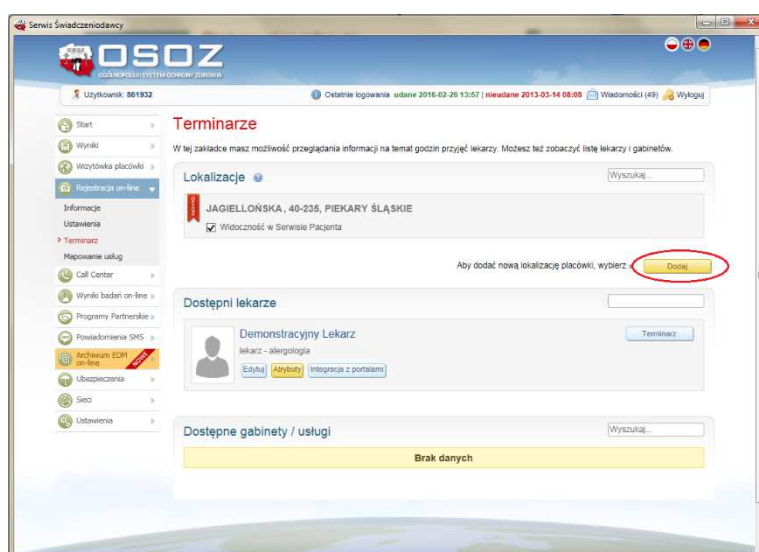 Serwis Świadczeniodawcy
OSOZ
OGÓLNOPOLSKI SYSTEM OCHRONY ZDROWIA
Użytkownik: 861932
Ostatnie logowania udane 2016-02-26 13:57 | nieudane 2013-03-14 08:08 Wiadomości (49) Wyloguj
Start
Wyniki
Wizytówka placówki
Rejestracja on-line
Informacje
Ustawienia
Terminarz
Mapowanie usług
Call Center
Wyniki badań on-line
Programy Partnerskie
Powiadomienia SMS
Archiwum EDM on-line NOWE
Ubezpieczenia
Sieci
Ustawienia
Terminarze
W tej zakładce masz możliwość przeglądania informacji na temat godzin przyjęć lekarzy. Możesz też zobaczyć listę lekarzy i gabinetów.
Lokalizacje
Wyszukaj...
JAGIELLOŃSKA, 40-235, PIEKARY ŚLĄSKIE
Widoczność w Serwisie Pacjenta
Aby dodać nową lokalizację placówki, wybierz
Dodaj
Dostępni lekarze
Demonstracyjny Lekarz
Terminarz
lekarz - alergologia
Edytuj Atrybuty Integracja z portalami
Dostępne gabinety / usługi
Wyszukaj...
Brak danych